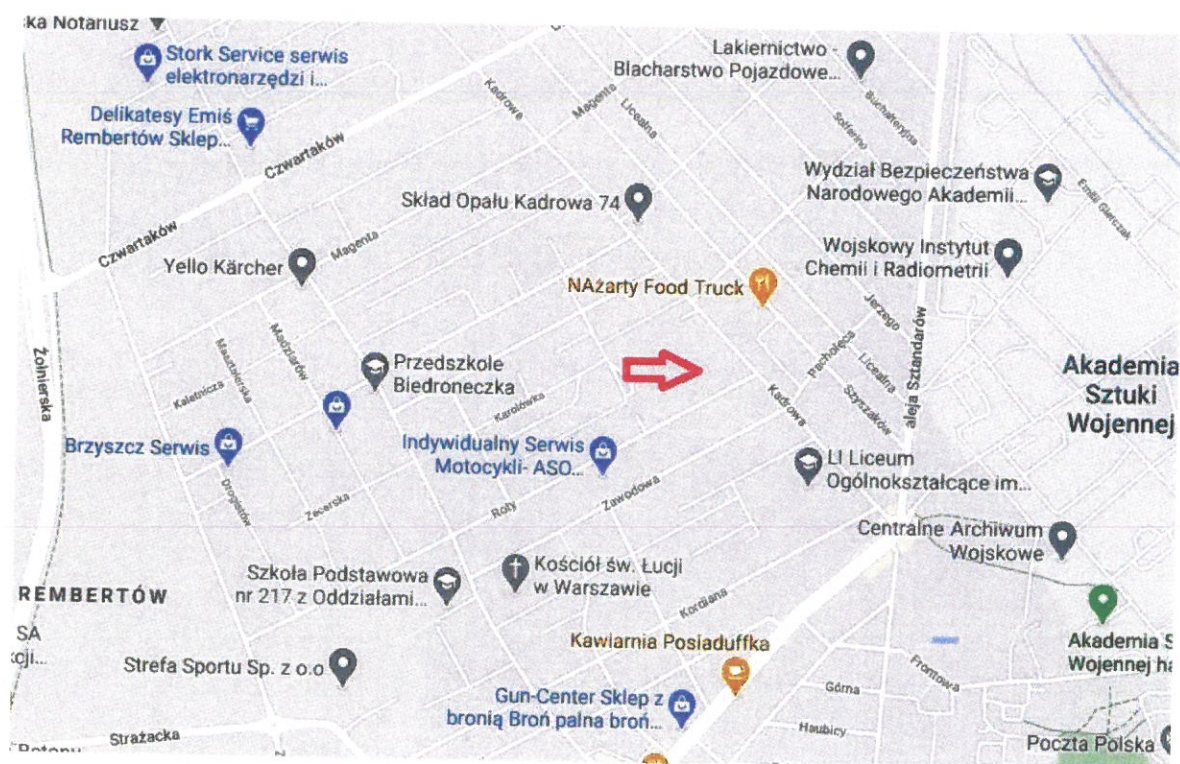 ka Notariusz
Stork Service serwis
elektronarzędzi i...
Delikatesy Emiś
Rembertów Sklep...
Czwartaków
Kadrowa
Magenta
Licealna
Lakiernictwo -
Blacharstwo Pojazdowe...
Bucharteryjna
Solferino
Wydział Bezpieczeństwa
Narodowego Akademii...
Emilii Gierczak
Skład Opału Kadrowa 74
Czwartaków
Magenta
Yello Kärcher
Wojskowy Instytut
Chemii i Radiometrii
NAżarty Food Truck
Jerzego
aleja Sztandarów
Żołnierska
Madziarów
Kaletnicza
Przedszkole
Biedroneczka
Pacholęca
Licealna
Akademia
Sztuki
Wojennej
Karolówka
Kadrowa
Szyszaków
Brzyszcz Serwis
Indywidualny Serwis
Motocykli- ASO...
LI Liceum
Ogólnokształcące im...
Drogistów
Zecerska
Roty
Zawodowa
Centralne Archiwum
Wojskowe
REMBERTÓW
Szkoła Podstawowa
nr 217 z Oddziałami...
Kościół św. Łucji
w Warszawie
Kordiana
SA
cji...
Strefa Sportu Sp. z o.o
Kawiarnia Posiaduffka
Akademia S
Wojennej ha
Frontowa
Górna
Gun-Center Sklep z
bronią Broń palna broń...
Haubicy
Strażacka
Poczta Polska